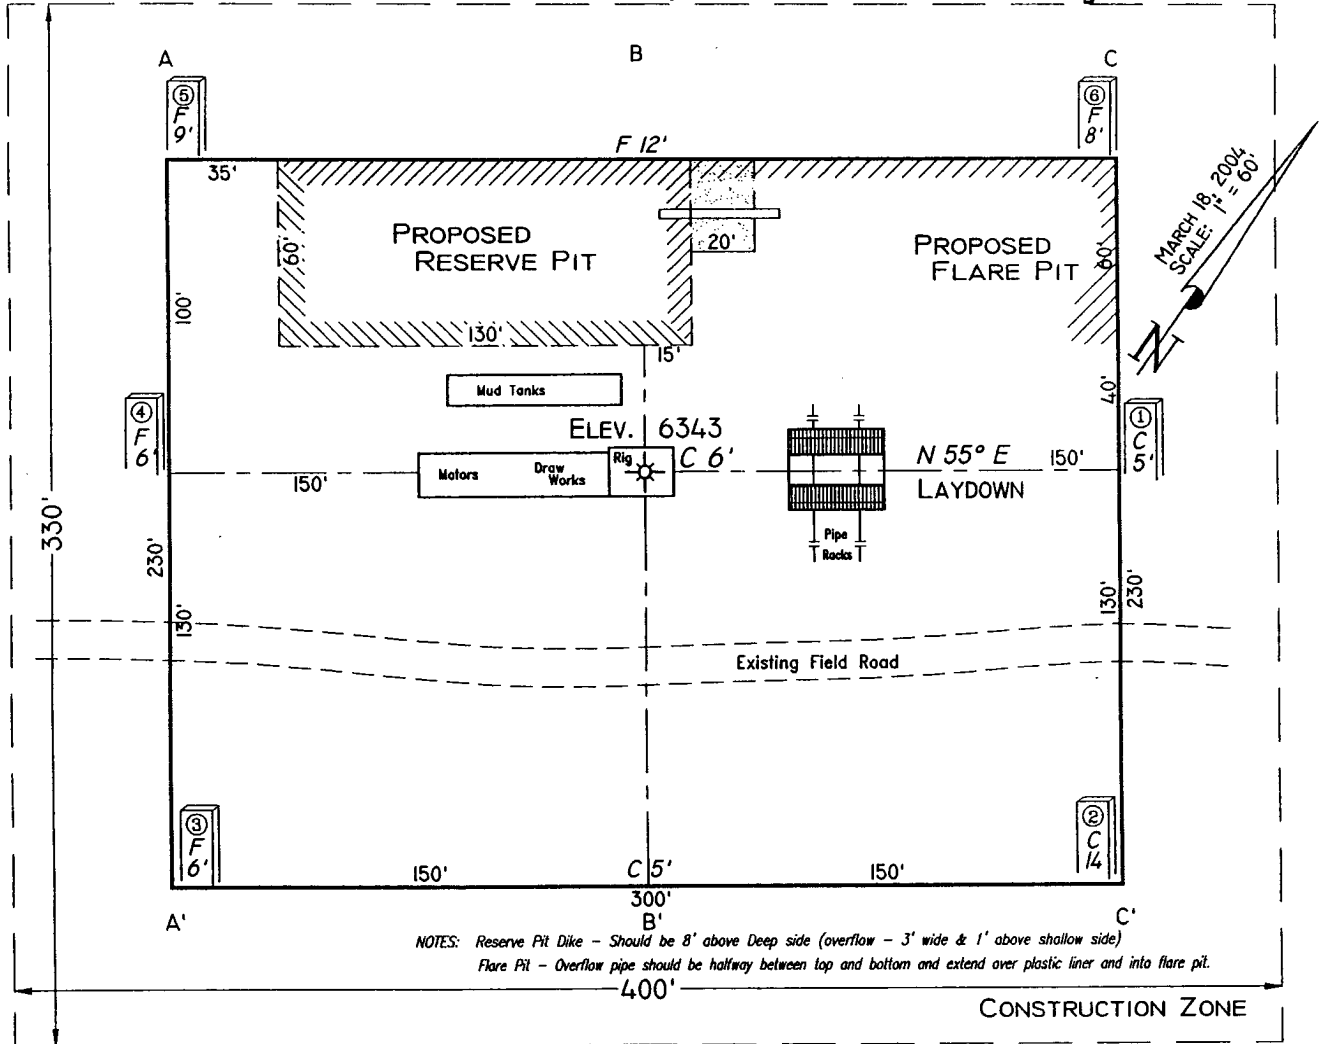 A
B
C
⑤
F
9'
⑥
F
8'
F 12'
35'
MARCH 18, 2004
SCALE: 1" = 60'
PROPOSED
RESERVE PIT
60'
20'
PROPOSED
FLARE PIT
60'
100'
130'
15'
N
40'
Mud Tanks
④
F
6'
①
C
5'
ELEV. 6343
Rig
C 6'
N 55° E
150'
Motors
Draw
Works
150'
LAYDOWN
Pipe
Racks
330'
230'
130'
130'
230'
Existing Field Road
③
F
6'
②
C
14
150'
C 5'
150'
300'
A'
B'
C'
NOTES: Reserve Pit Dike - Should be 8' above Deep side (overflow - 3' wide & 1' above shallow side)
Flare Pit - Overflow pipe should be halfway between top and bottom and extend over plastic liner and into flare pit.
400'
CONSTRUCTION ZONE